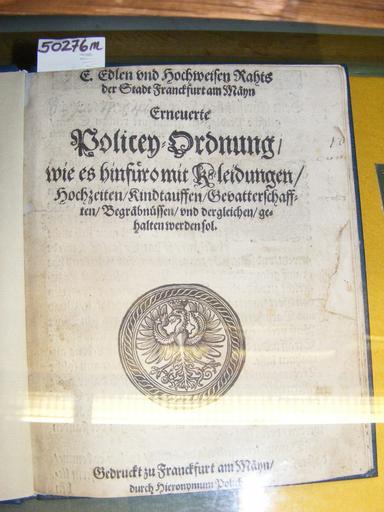 50276m
E. Edlen vnd Hochweisen Rahts
der Stadt Franckfurt am Mäyn
Erneuerte
Policey-Ordnung/
wie es hinfüro mit Kleidungen/
Hochzeiten/Kindtauffen/Gevatterschaff-
ten/Begräbnüssen/vnd dergleichen/ge-
halten werden sol.
Gedruckt zu Franckfurt am Mäyn/
durch Hieronymum